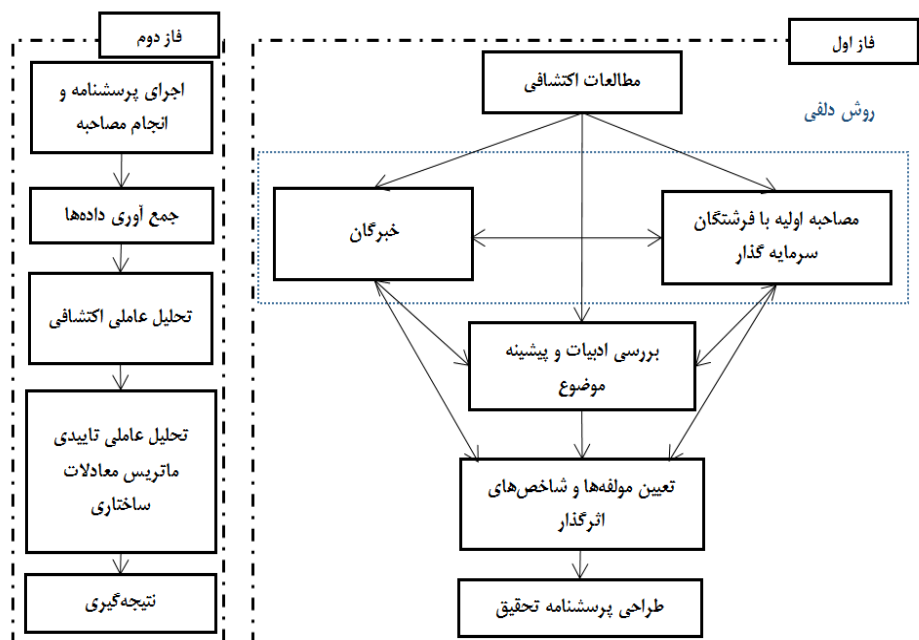 فاز اول
مطالعات اکتشافی
روش دلفی
مصاحبه اولیه با فرشتگان
سرمایه گذار
خبرگان
بررسی ادبیات و پیشینه
موضوع
تعیین مولفه‌ها و شاخص‌های
اثرگذار
طراحی پرسشنامه تحقیق
فاز دوم
اجرای پرسشنامه و
انجام مصاحبه
جمع آوری داده‌ها
تحلیل عاملی اکتشافی
تحلیل عاملی تاییدی
ماتریس معادلات
ساختاری
نتیجه‌گیری